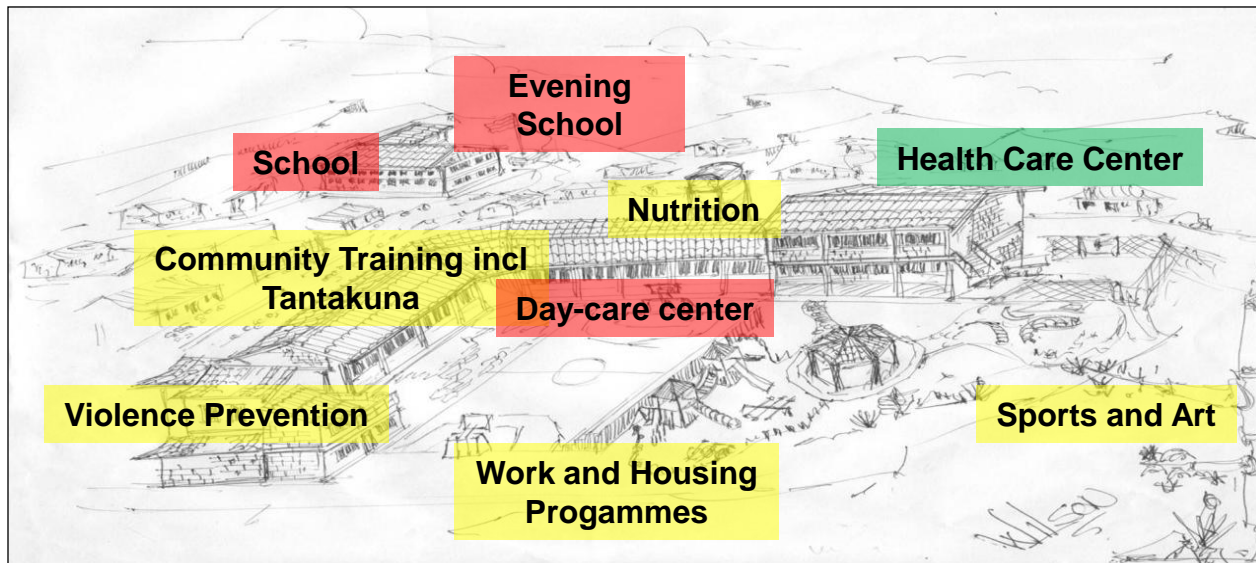 Evening
School
School
Health Care Center
Nutrition
Community Training incl
Tantakuna
Day-care center
Violence Prevention
Sports and Art
Work and Housing
Progammes
Wilson